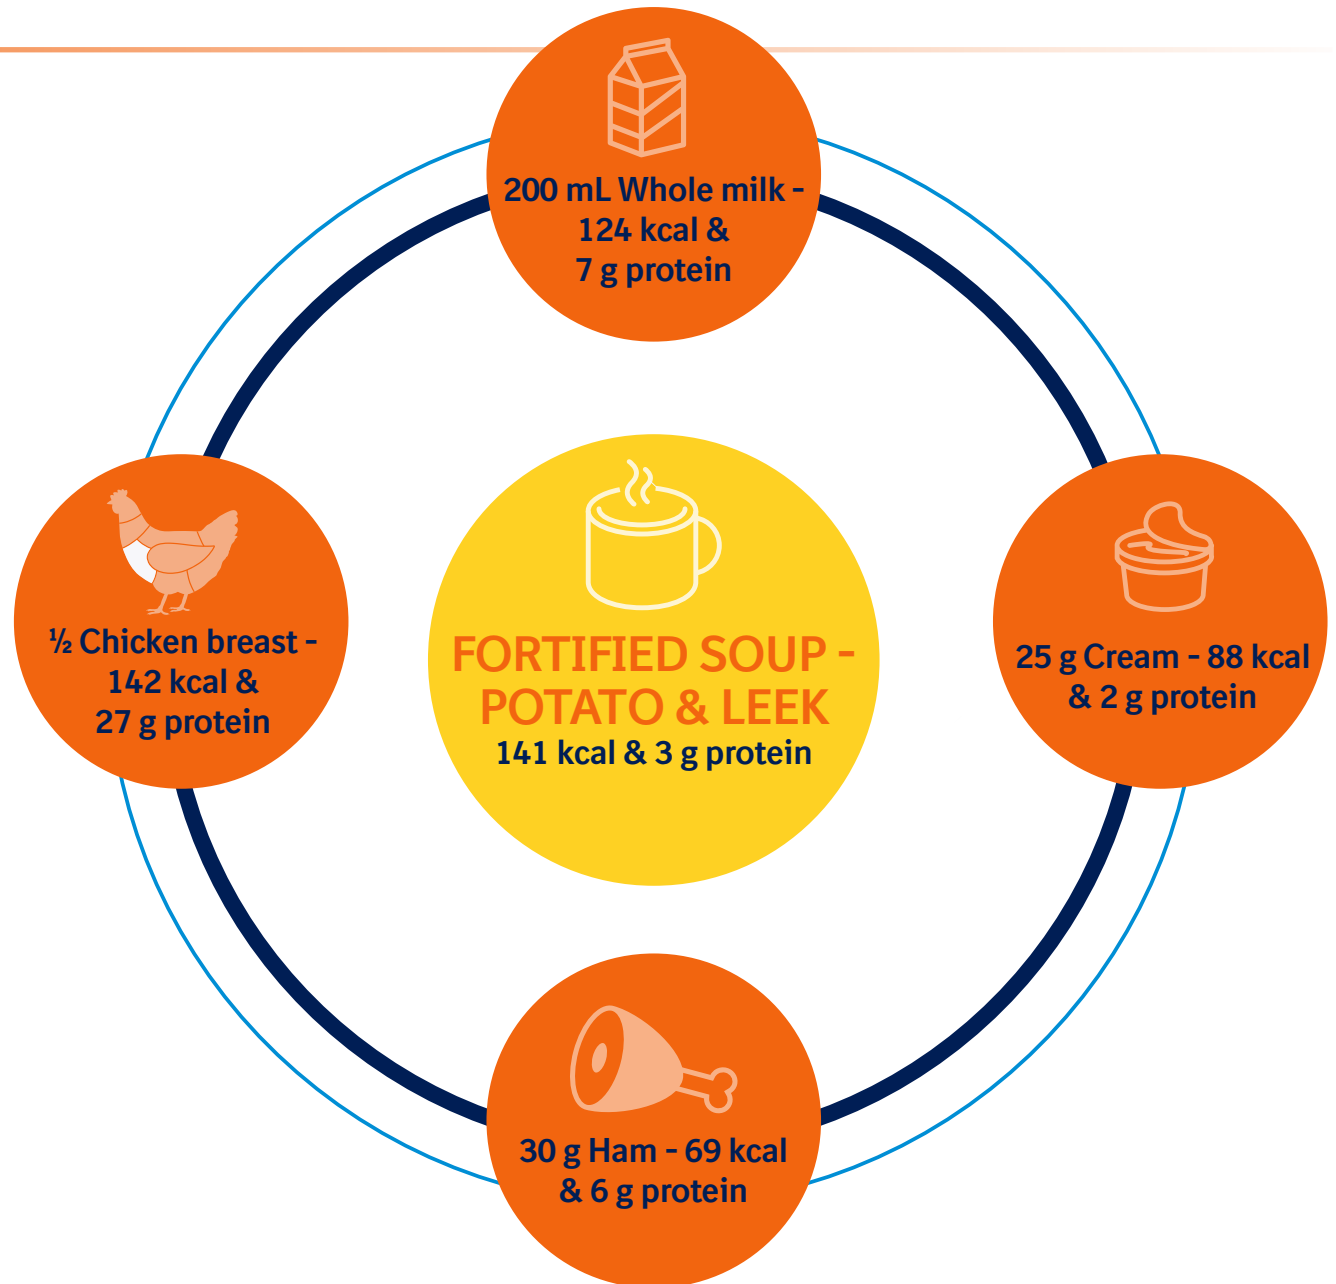 200 mL Whole milk -
124 kcal &
7 g protein
½ Chicken breast -
142 kcal &
27 g protein
FORTIFIED SOUP -
POTATO & LEEK
141 kcal & 3 g protein
25 g Cream - 88 kcal
& 2 g protein
30 g Ham - 69 kcal
& 6 g protein